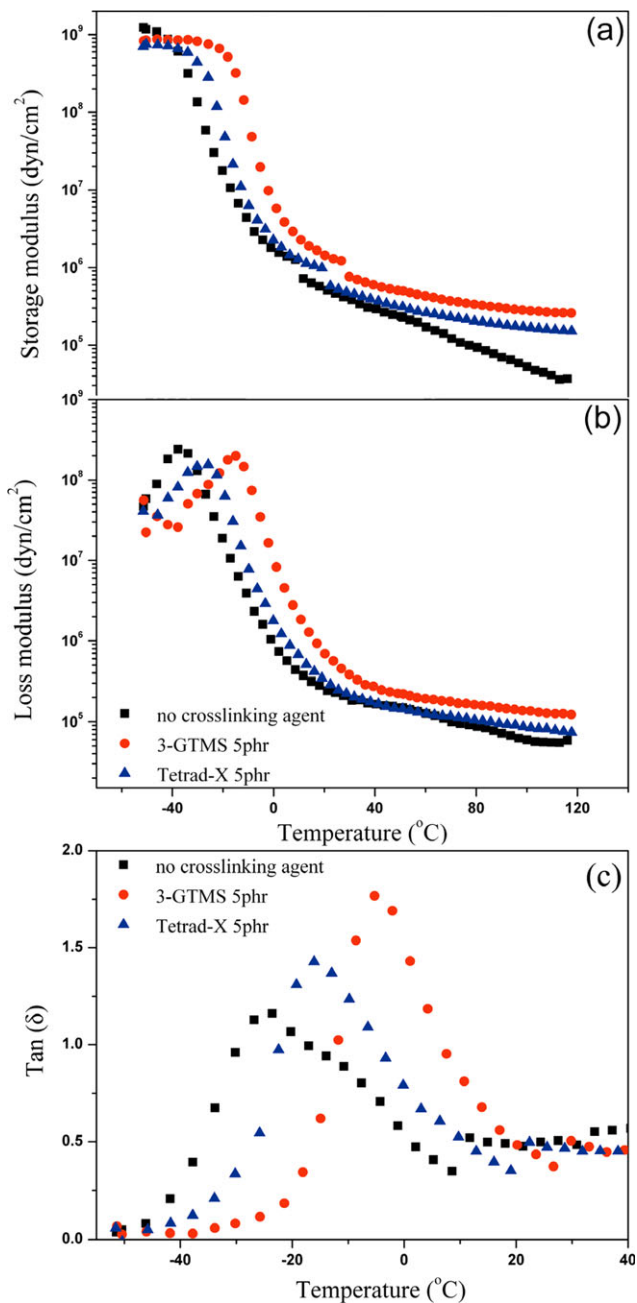 (a)
Storage modulus (dyn/cm²)
10⁹
10⁸
10⁷
10⁶
10⁵
(b)
Loss modulus (dyn/cm²)
10⁹
10⁸
10⁷
10⁶
10⁵
no crosslinking agent
3-GTMS 5phr
Tetrad-X 5phr
-40 0 40 80 120
Temperature (°C)
(c)
Tan (δ)
2.0
1.5
1.0
0.5
0.0
no crosslinking agent
3-GTMS 5phr
Tetrad-X 5phr
-40 -20 0 20 40
Temperature (°C)